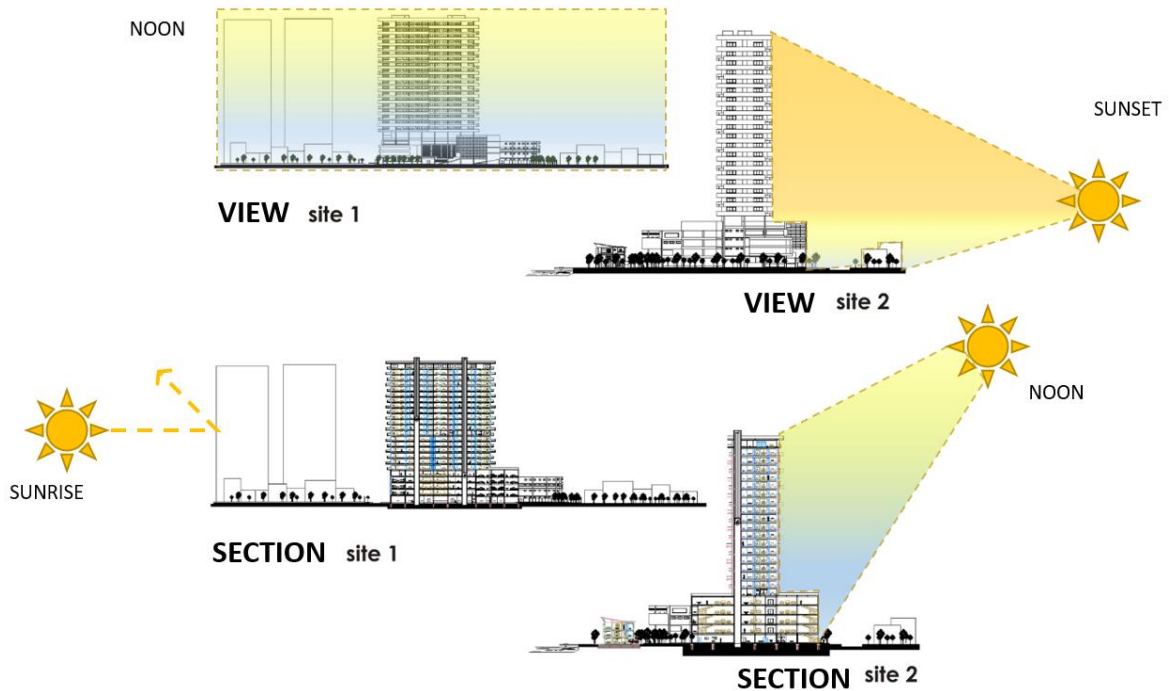 NOON
SUNSET
VIEW site 1
VIEW site 2
NOON
SUNRISE
SECTION site 1
SECTION site 2